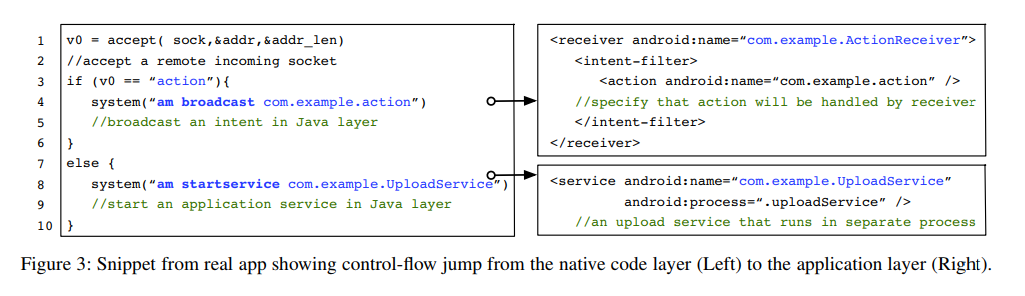 1 v0 = accept( sock,&addr,&addr_len)
2 //accept a remote incoming socket
3 if (v0 == “action”){
4 system(“am broadcast com.example.action”)
5 //broadcast an intent in Java layer
6 }
7 else {
8 system(“am startservice com.example.UploadService”)
9 //start an application service in Java layer
10 }
<receiver android:name=“com.example.ActionReceiver”>
<intent-filter>
<action android:name=“com.example.action” />
//specify that action will be handled by receiver
</intent-filter>
</receiver>
<service android:name=“com.example.UploadService”
android:process=“.uploadService” />
//an upload service that runs in separate process
Figure 3: Snippet from real app showing control-flow jump from the native code layer (Left) to the application layer (Right).